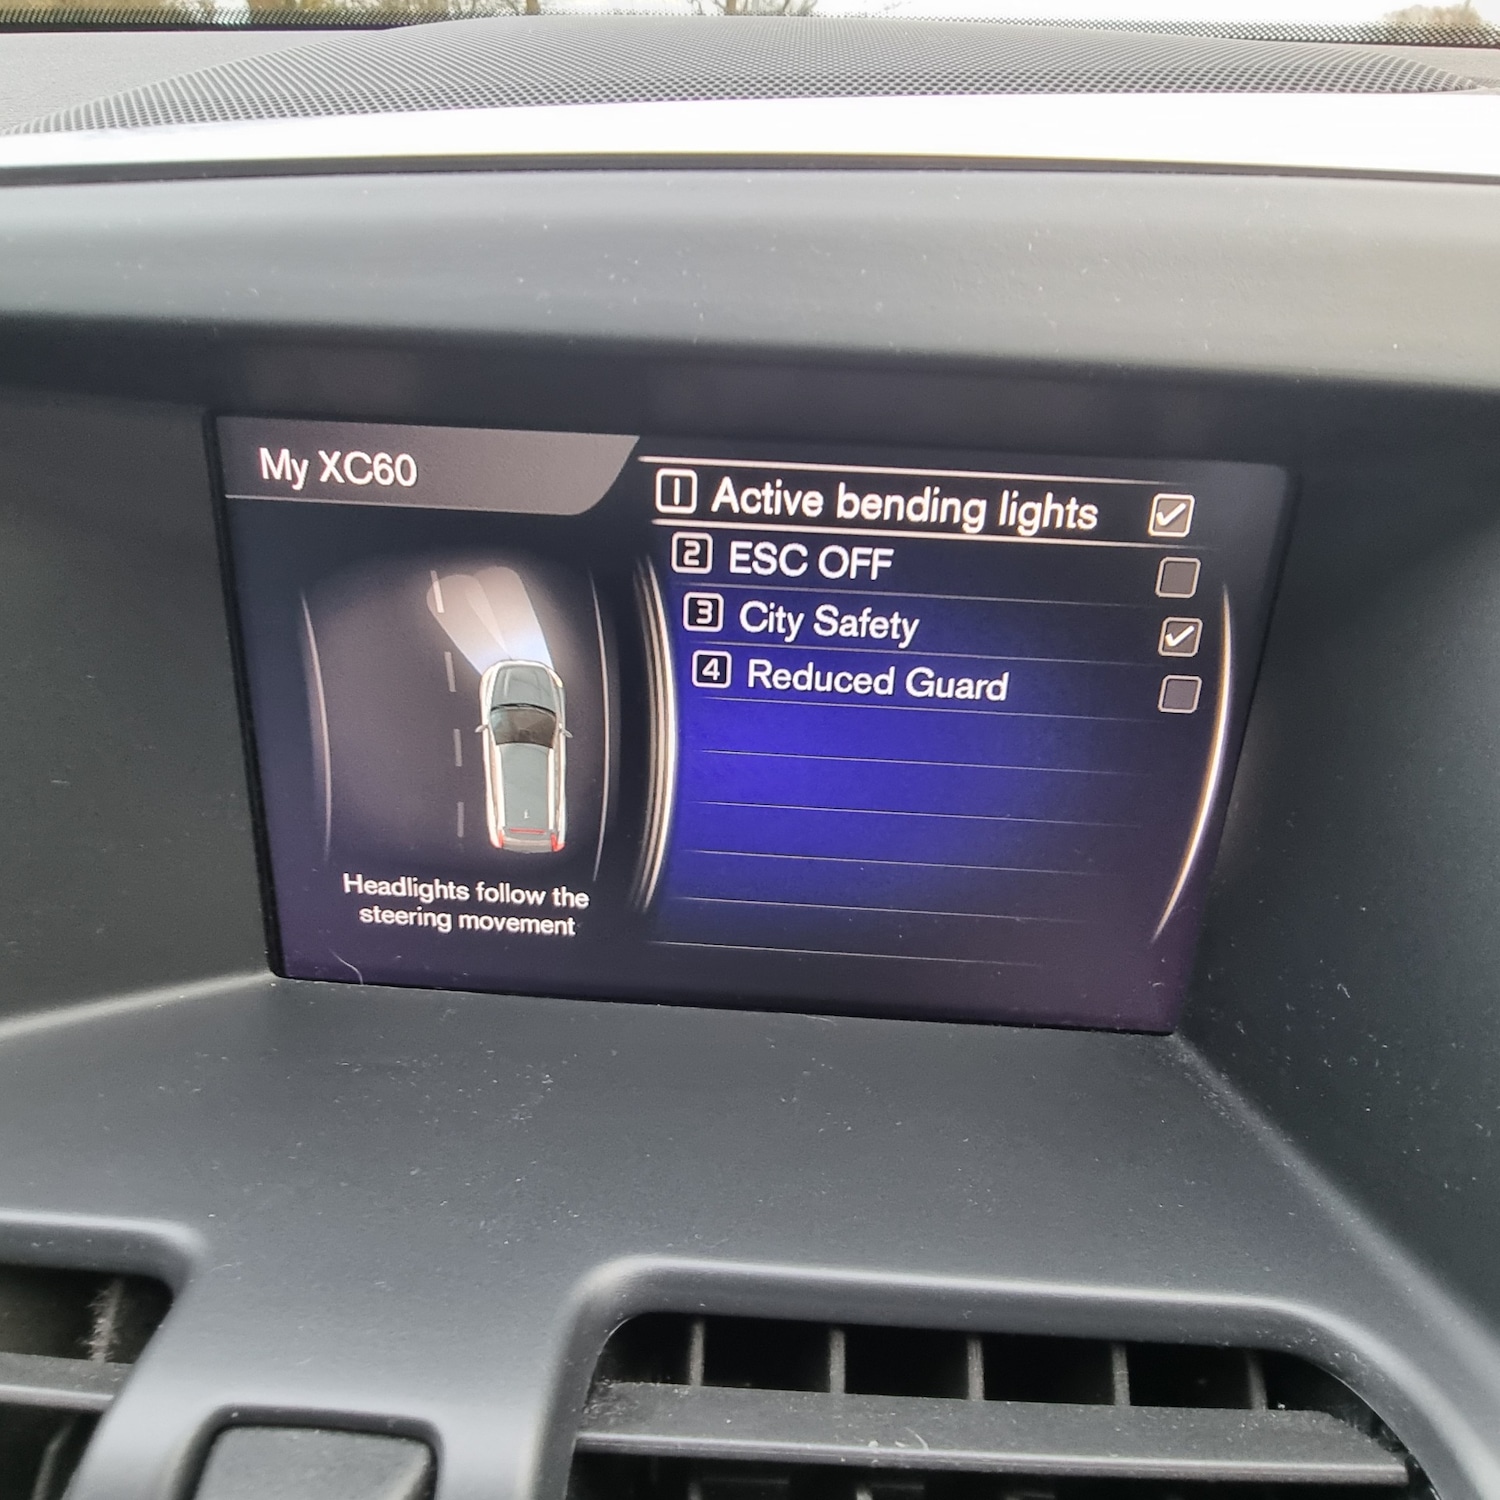 My XC60
1 Active bending lights
2 ESC OFF
3 City Safety
4 Reduced Guard
Headlights follow the
steering movement